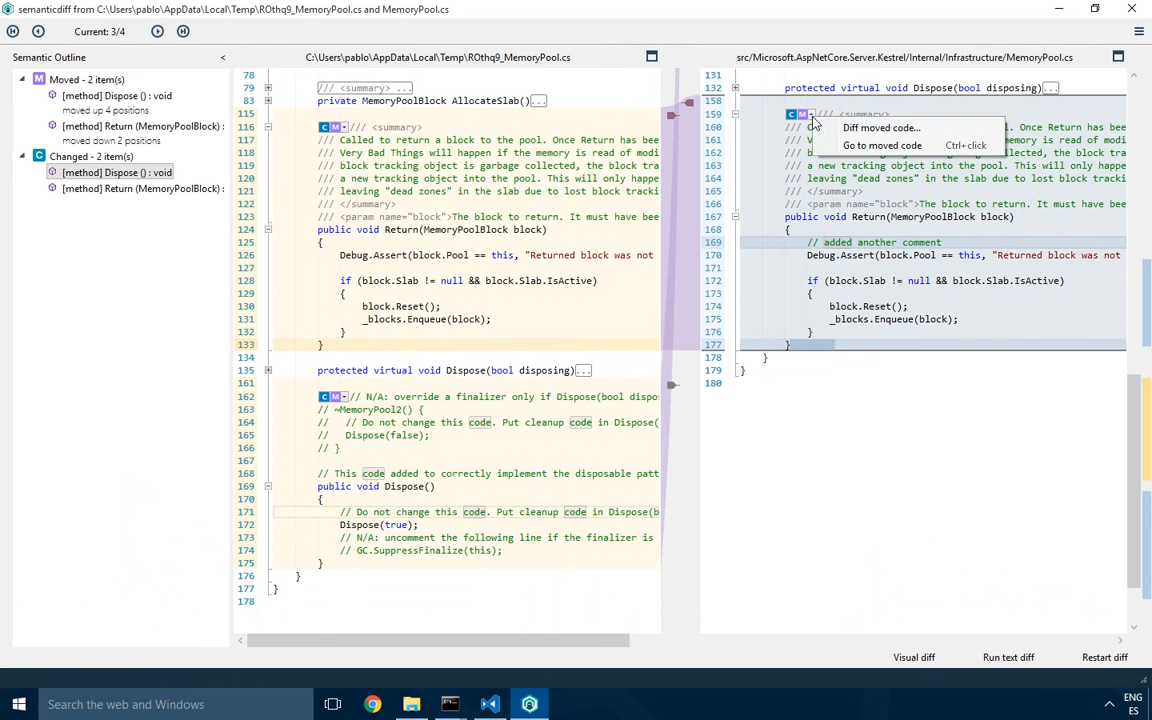 semanticdiff from C:\Users\pablo\AppData\Local\Temp\ROthq9_MemoryPool.cs and MemoryPool.cs
Current: 3/4
Semantic Outline <
Moved - 2 item(s)
[method] Dispose () : void
moved up 4 positions
[method] Return (MemoryPoolBlock) :
moved down 2 positions
C Changed - 2 item(s)
[method] Dispose () : void
[method] Return (MemoryPoolBlock) :
C:\Users\pablo\AppData\Local\Temp\ROthq9_MemoryPool.cs
78
79 /// <summary> ...
83 private MemoryPoolBlock AllocateSlab()...
115
116 C M /// <summary>
117 /// Called to return a block to the pool. Once Return has
118 /// Very Bad Things will happen if the memory is read of modi
119 /// block tracking object is garbage collected, the block tra
120 /// a new tracking object into the pool. This will only happe
121 /// leaving "dead zones" in the slab due to lost block tracki
122 /// </summary>
123 /// <param name="block">The block to return. It must have bee
124 public void Return(MemoryPoolBlock block)
125 {
126 Debug.Assert(block.Pool == this, "Returned block was not
127
128 if (block.Slab != null && block.Slab.IsActive)
129 {
130 block.Reset();
131 _blocks.Enqueue(block);
132 }
133 }
134
135 protected virtual void Dispose(bool disposing)...
161
162 C M // N/A: override a finalizer only if Dispose(bool dispo
163 // ~MemoryPool2() {
164 // // Do not change this code. Put cleanup code in Dispose(
165 // Dispose(false);
166 // }
167
168 // This code added to correctly implement the disposable patt
169 public void Dispose()
170 {
171 // Do not change this code. Put cleanup code in Dispose(b
172 Dispose(true);
173 // N/A: uncomment the following line if the finalizer is
174 // GC.SuppressFinalize(this);
175 }
176 }
177 }
178
src/Microsoft.AspNetCore.Server.Kestrel/Internal/Infrastructure/MemoryPool.cs
131
132 protected virtual void Dispose(bool disposing)...
158
159 C M /// <summary>
160 /// C ool. Once Return has
161 /// V ory is read of modi
162 /// b , the block tra
163 /// a new tracking object into the pool. This will only happe
164 /// leaving "dead zones" in the slab due to lost block tracki
165 /// </summary>
166 /// <param name="block">The block to return. It must have bee
167 public void Return(MemoryPoolBlock block)
168 {
169 // added another comment
170 Debug.Assert(block.Pool == this, "Returned block was not
171
172 if (block.Slab != null && block.Slab.IsActive)
173 {
174 block.Reset();
175 _blocks.Enqueue(block);
176 }
177 }
178 }
179 }
180
Diff moved code...
Go to moved code Ctrl+click
Visual diff Run text diff Restart diff
Search the web and Windows
ENG
ES